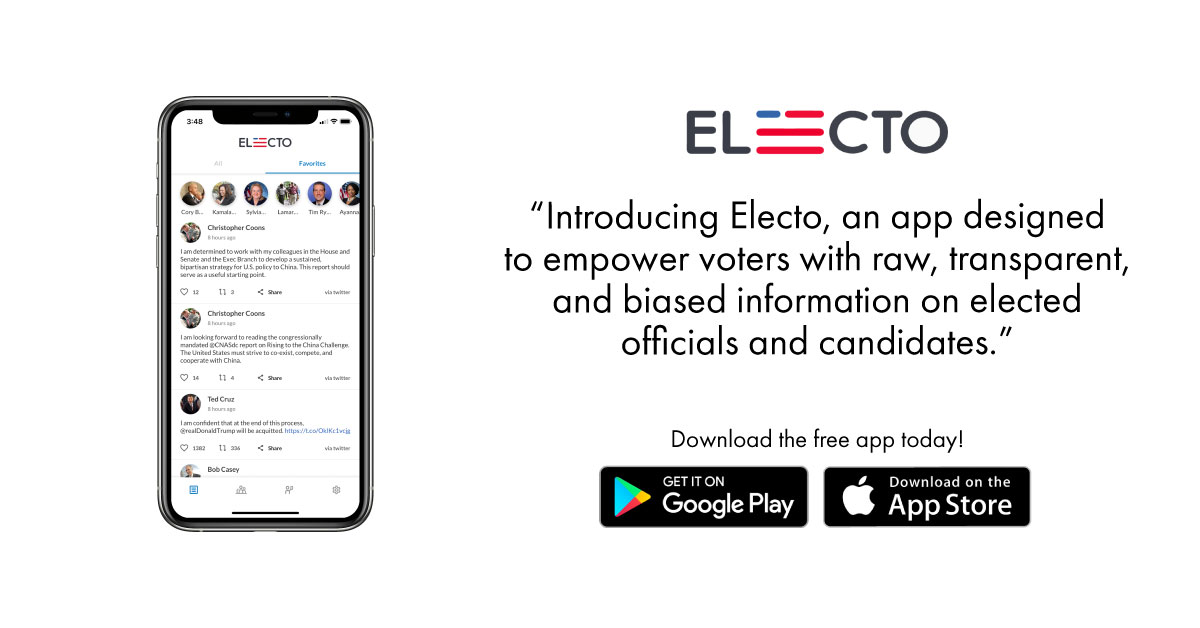 3:48
ELECTO
All Favorites
Cory B... Kamala... Sylvia... Lamar... Tim Ry... Ayanna
Christopher Coons
8 hours ago
I am determined to work with my colleagues in the House and
Senate and the Exec Branch to develop a sustained,
bipartisan strategy for U.S. policy to China. This report should
serve as a useful starting point.
12 3 Share via twitter
Christopher Coons
8 hours ago
I am looking forward to reading the congressionally
mandated @CNASdc report on Rising to the China Challenge.
The United States must strive to co-exist, compete, and
cooperate with China.
14 4 Share via twitter
Ted Cruz
8 hours ago
I am confident that at the end of this process,
@realDonaldTrump will be acquitted. https://t.co/OkIKc1vcjg
1382 336 Share via twitter
Bob Casey
ELECTO
“Introducing Electo, an app designed
to empower voters with raw, transparent,
and biased information on elected
officials and candidates.”
Download the free app today!
GET IT ON
Google Play
Download on the
App Store